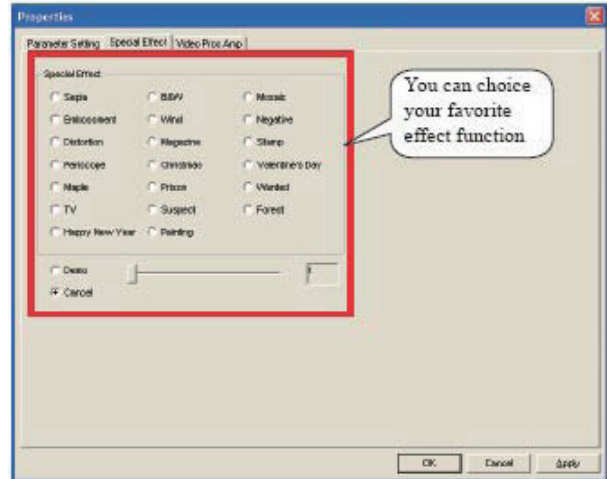 Properties
Parameter Setting Special Effect Video Proc Amp
Special Effect
Sepia B&W Mosaic
Embossment Wind Negative
Distortion Magazine Stamp
Periscope Christmas Valentine's Day
Maple Prison Wanted
TV Suspect Forest
Happy New Year Painting
Demo
Cancel
You can choice
your favorite
effect function
OK Cancel Apply